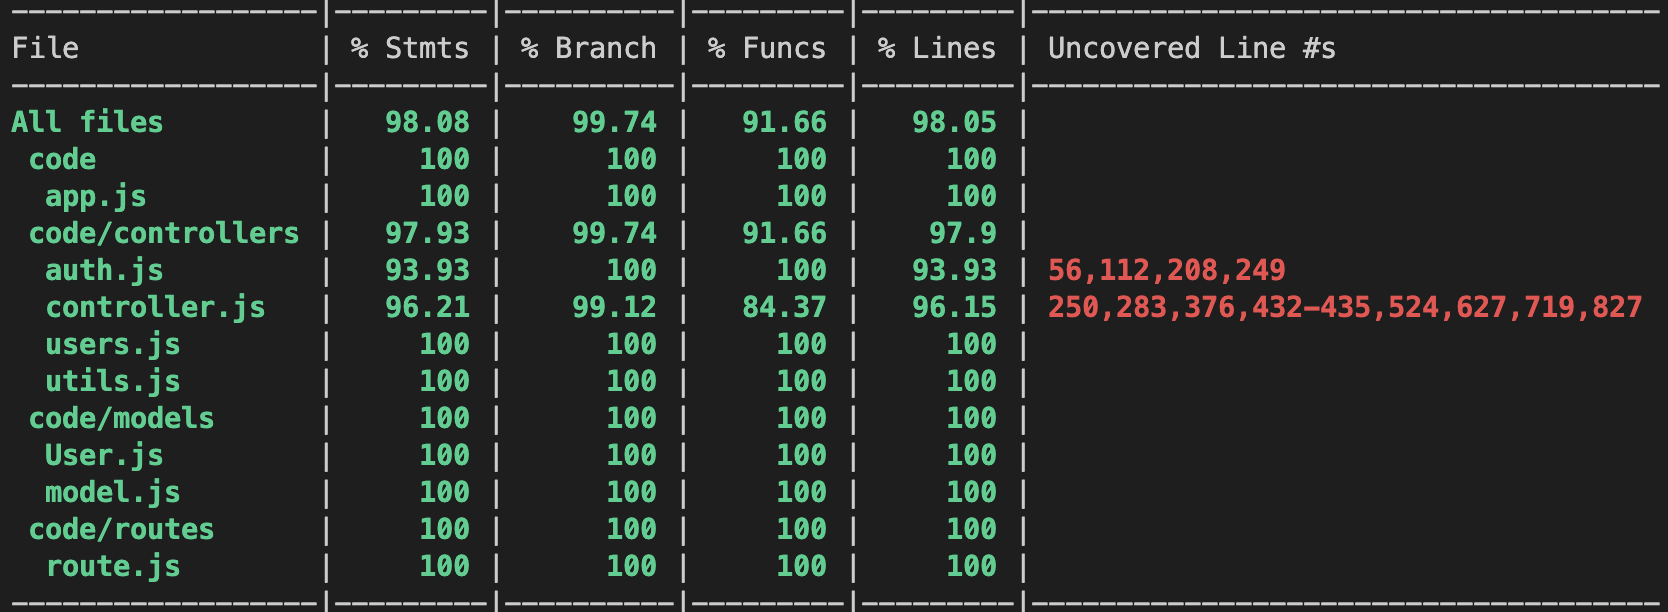 File | % Stmts | % Branch | % Funcs | % Lines | Uncovered Line #s
All files | 98.08 | 99.74 | 91.66 | 98.05 |
code | 100 | 100 | 100 | 100 |
app.js | 100 | 100 | 100 | 100 |
code/controllers | 97.93 | 99.74 | 91.66 | 97.9 |
auth.js | 93.93 | 100 | 100 | 93.93 | 56,112,208,249
controller.js | 96.21 | 99.12 | 84.37 | 96.15 | 250,283,376,432-435,524,627,719,827
users.js | 100 | 100 | 100 | 100 |
utils.js | 100 | 100 | 100 | 100 |
code/models | 100 | 100 | 100 | 100 |
User.js | 100 | 100 | 100 | 100 |
model.js | 100 | 100 | 100 | 100 |
code/routes | 100 | 100 | 100 | 100 |
route.js | 100 | 100 | 100 | 100 |